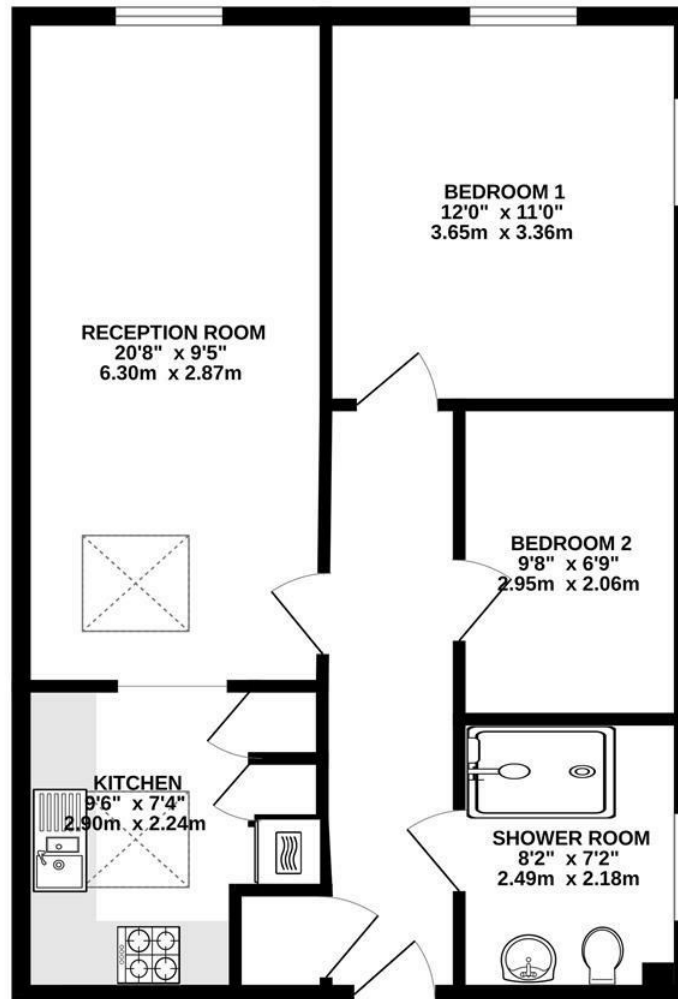 BEDROOM 1
12'0" x 11'0"
3.65m x 3.36m
RECEPTION ROOM
20'8" x 9'5"
6.30m x 2.87m
BEDROOM 2
9'8" x 6'9"
2.95m x 2.06m
KITCHEN
9'6" x 7'4"
2.90m x 2.24m
SHOWER ROOM
8'2" x 7'2"
2.49m x 2.18m